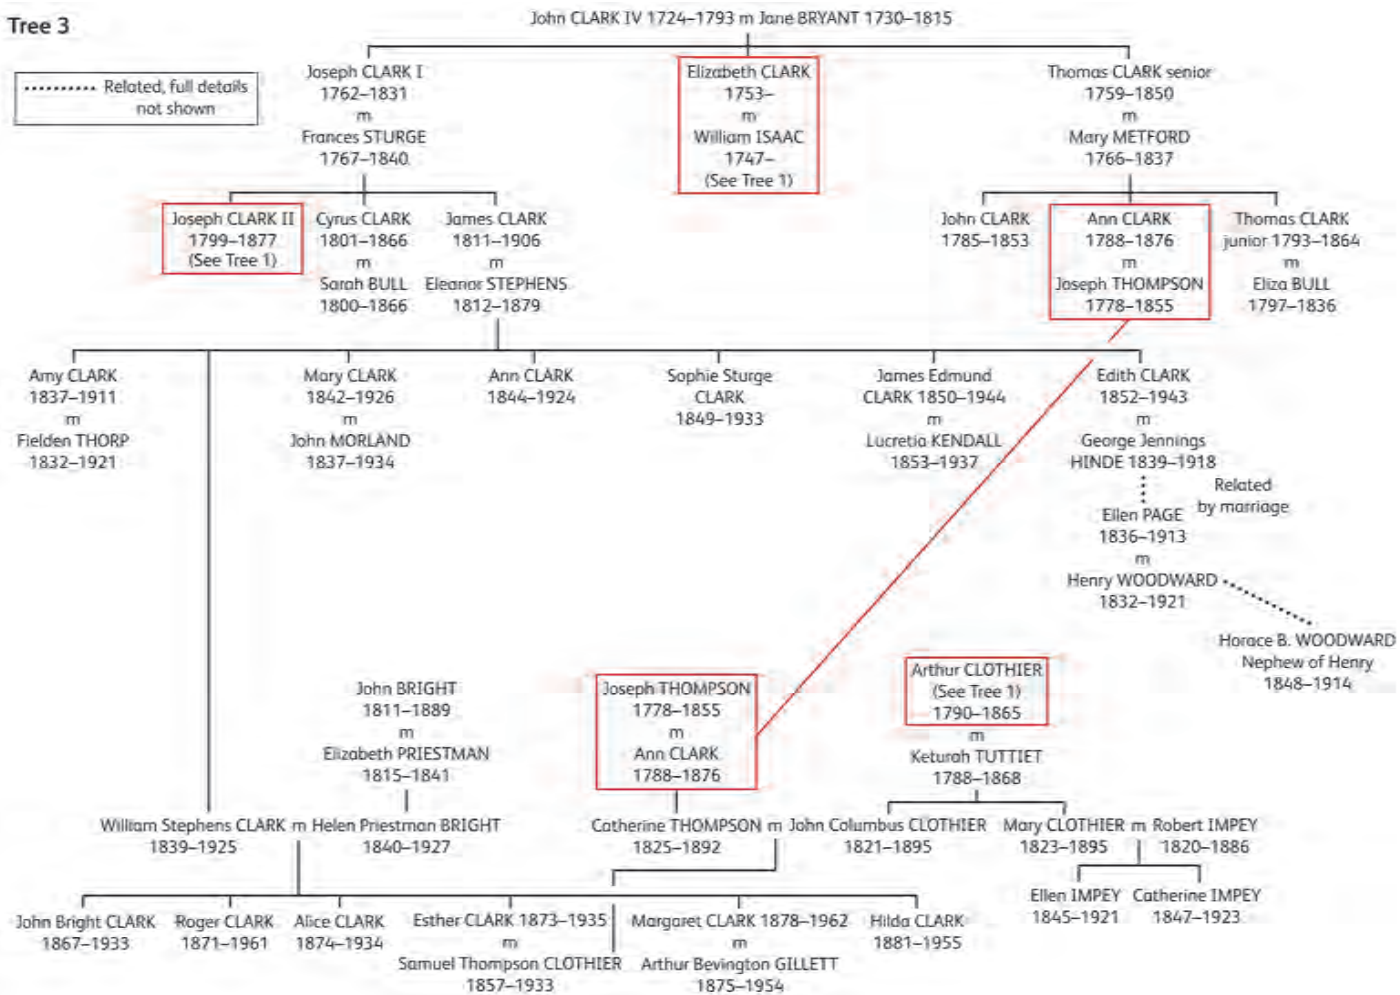 Tree 3
John CLARK IV 1724–1793 m Jane BRYANT 1730–1815
Related, full details
not shown
Joseph CLARK I
1762–1831
m
Frances STURGE
1767–1840
Elizabeth CLARK
1753–
m
William ISAAC
1747–
(See Tree 1)
Thomas CLARK senior
1759–1850
m
Mary METFORD
1766–1837
Joseph CLARK II
1799–1877
(See Tree 1)
Cyrus CLARK
1801–1866
m
Sarah BULL
1800–1866
James CLARK
1811–1906
m
Eleanor STEPHENS
1812–1879
John CLARK
1785–1853
Ann CLARK
1788–1876
m
Joseph THOMPSON
1778–1855
Thomas CLARK
junior 1793–1864
m
Eliza BULL
1797–1836
Amy CLARK
1837–1911
m
Fielden THORP
1832–1921
Mary CLARK
1842–1926
m
John MORLAND
1837–1934
Ann CLARK
1844–1924
Sophie Sturge
CLARK
1849–1933
James Edmund
CLARK 1850–1944
m
Lucretia KENDALL
1853–1937
Edith CLARK
1852–1943
m
George Jennings
HINDE 1839–1918
Related
by marriage
Ellen PAGE
1836–1913
m
Henry WOODWARD
1832–1921
Horace B. WOODWARD
Nephew of Henry
1848–1914
John BRIGHT
1811–1889
m
Elizabeth PRIESTMAN
1815–1841
Joseph THOMPSON
1778–1855
m
Ann CLARK
1788–1876
Arthur CLOTHIER
(See Tree 1)
1790–1865
m
Keturah TUTTIET
1788–1868
William Stephens CLARK m Helen Priestman BRIGHT
1839–1925 1840–1927
Catherine THOMPSON m John Columbus CLOTHIER
1825–1892 1821–1895
Mary CLOTHIER m Robert IMPEY
1823–1895 1820–1886
Ellen IMPEY
1845–1921
Catherine IMPEY
1847–1923
John Bright CLARK
1867–1933
Roger CLARK
1871–1961
Alice CLARK
1874–1934
Esther CLARK 1873–1935
m
Samuel Thompson CLOTHIER
1857–1933
Margaret CLARK 1878–1962
m
Arthur Bevington GILLETT
1875–1954
Hilda CLARK
1881–1955